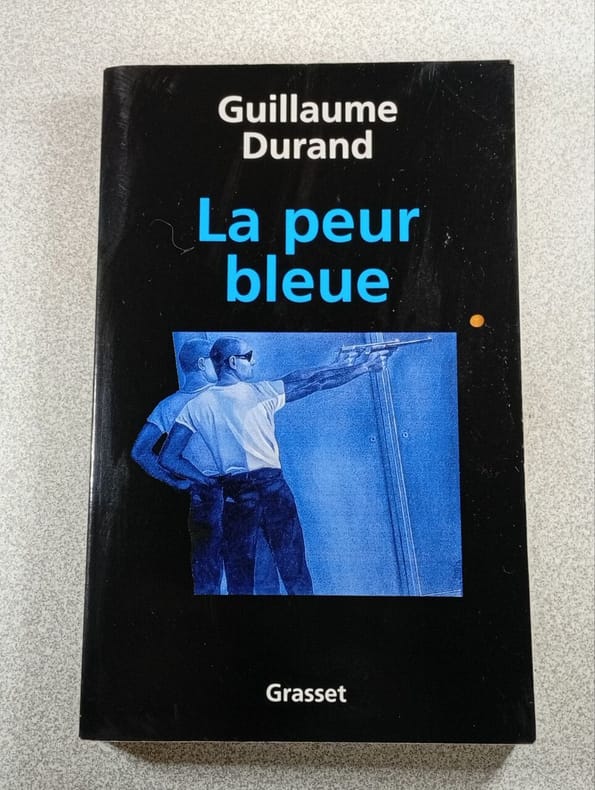 Guillaume
Durand
La peur
bleue
Grasset